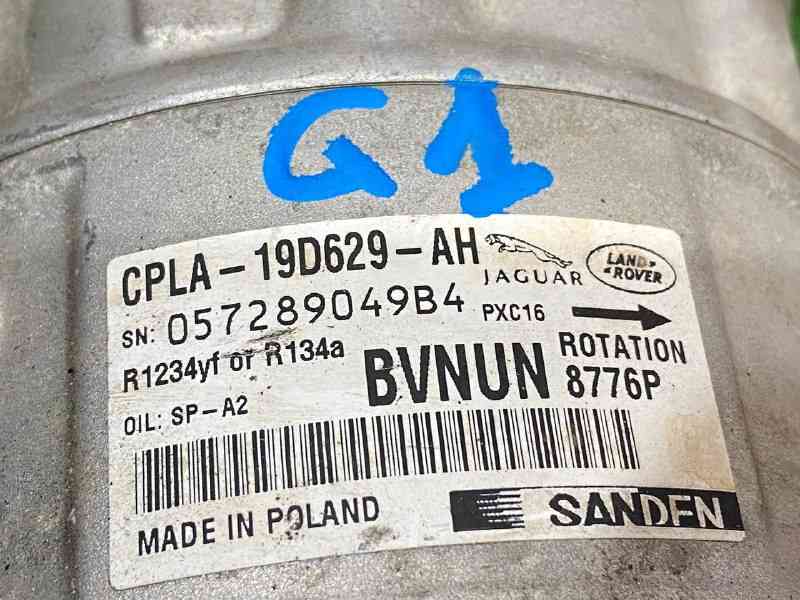 G1
CPLA-19D629-AH
JAGUAR
LAND-
-ROVER
SN: 057289049B4
PXC16
R1234yf or R134a
BVNUN
ROTATION
8776P
OIL: SP-A2
MADE IN POLAND
SANDEN